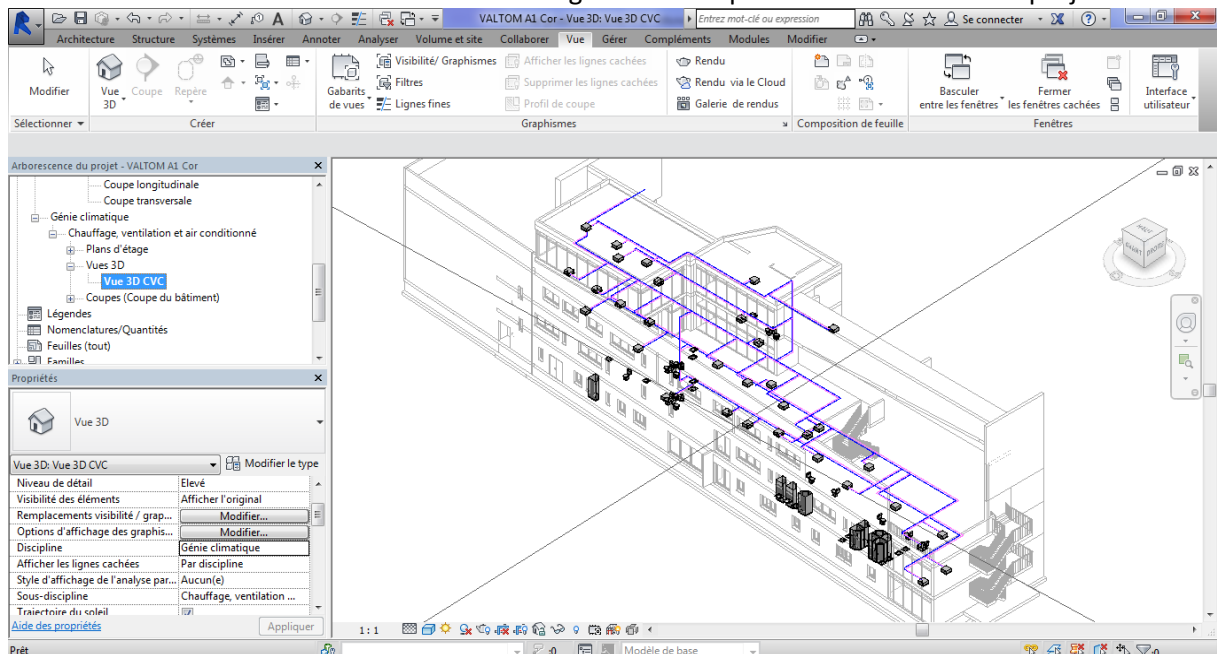 VALTOM A1 Cor - Vue 3D: Vue 3D CVC
Entrez mot-clé ou expression
Se connecter
Architecture Structure Systèmes Insérer Annoter Analyser Volume et site Collaborer Vue Gérer Compléments Modules Modifier
Modifier
Vue 3D
Coupe
Repère
Gabarits de vues
Visibilité/ Graphismes
Filtres
Lignes fines
Afficher les lignes cachées
Supprimer les lignes cachées
Profil de coupe
Rendu
Rendu via le Cloud
Galerie de rendus
Basculer entre les fenêtres
Fermer les fenêtres cachées
Interface utilisateur
Sélectionner
Créer
Graphismes
Composition de feuille
Fenêtres
Arborescence du projet - VALTOM A1 Cor
Coupe longitudinale
Coupe transversale
Génie climatique
Chauffage, ventilation et air conditionné
Plans d'étage
Vues 3D
Vue 3D CVC
Coupes (Coupe du bâtiment)
Légendes
Nomenclatures/Quantités
Feuilles (tout)
Familles
Propriétés
Vue 3D
Vue 3D: Vue 3D CVC
Modifier le type
Niveau de détail Elevé
Visibilité des éléments Afficher l'original
Remplacements visibilité / grap... Modifier...
Options d'affichage des graphis... Modifier...
Discipline Génie climatique
Afficher les lignes cachées Par discipline
Style d'affichage de l'analyse par... Aucun(e)
Sous-discipline Chauffage, ventilation ...
Trajectoire du soleil
Aide des propriétés
Appliquer
1:1
Prêt
:0
Modèle de base
:0